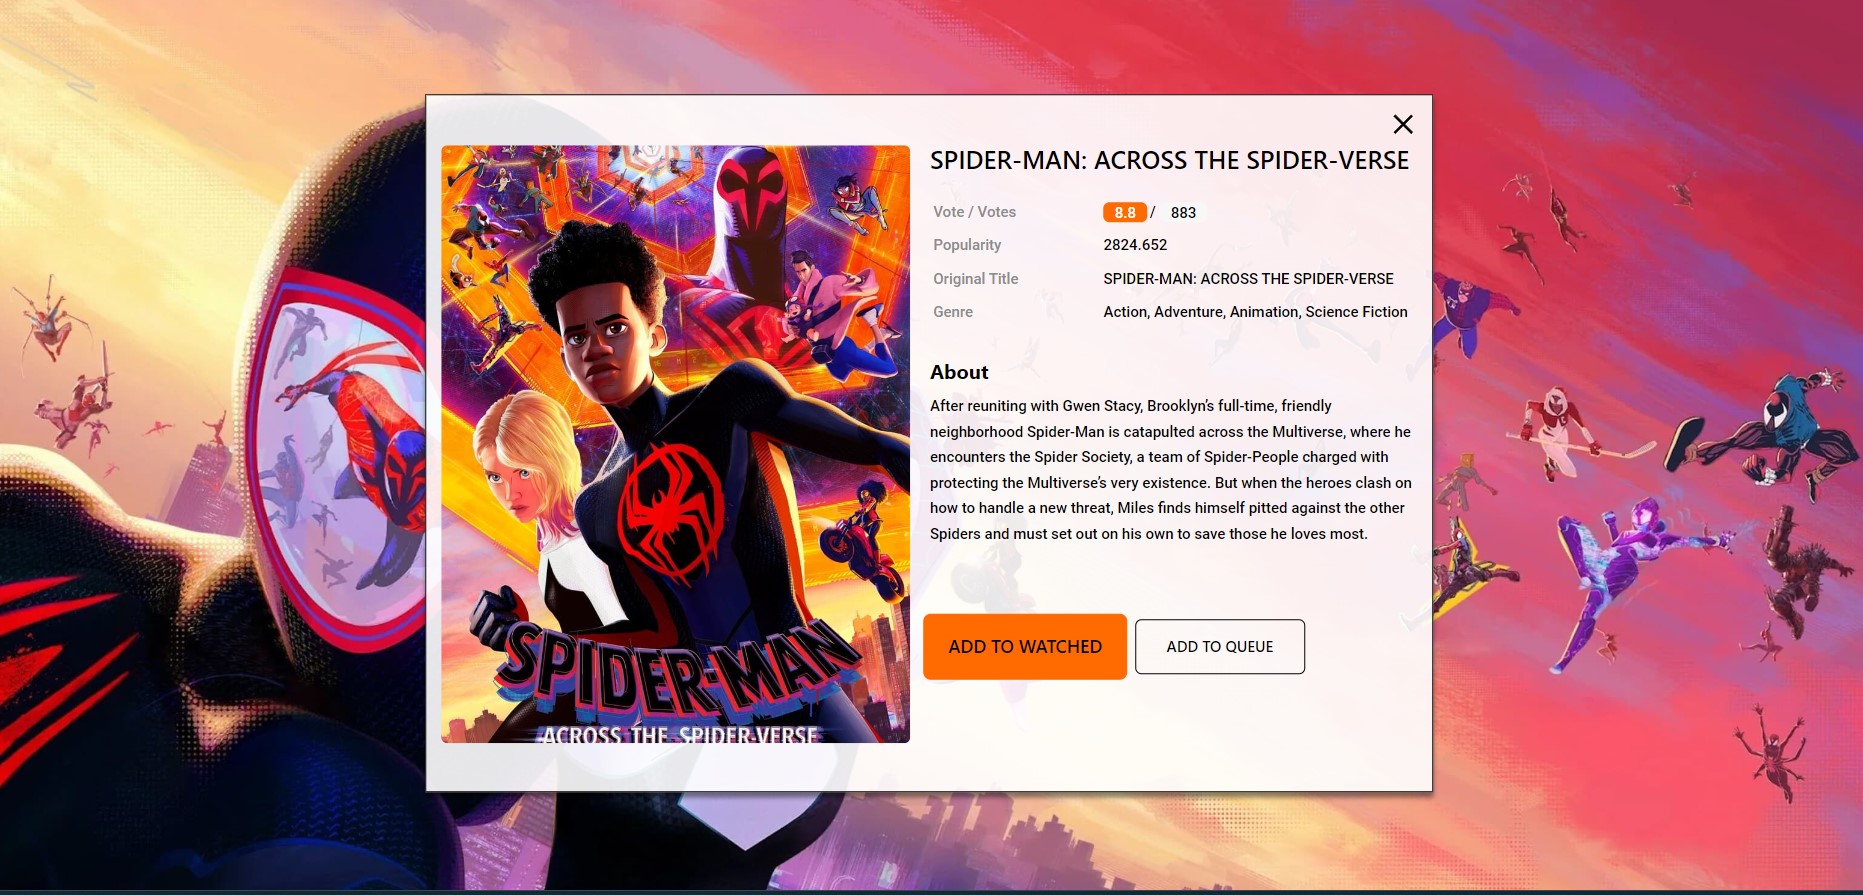 SPIDER-MAN: ACROSS THE SPIDER-VERSE
Vote / Votes 8.8 / 883
Popularity 2824.652
Original Title SPIDER-MAN: ACROSS THE SPIDER-VERSE
Genre Action, Adventure, Animation, Science Fiction
About
After reuniting with Gwen Stacy, Brooklyn’s full-time, friendly
neighborhood Spider-Man is catapulted across the Multiverse, where he
encounters the Spider Society, a team of Spider-People charged with
protecting the Multiverse’s very existence. But when the heroes clash on
how to handle a new threat, Miles finds himself pitted against the other
Spiders and must set out on his own to save those he loves most.
ADD TO WATCHED ADD TO QUEUE
SPIDER-MAN
ACROSS THE SPIDER-VERSE